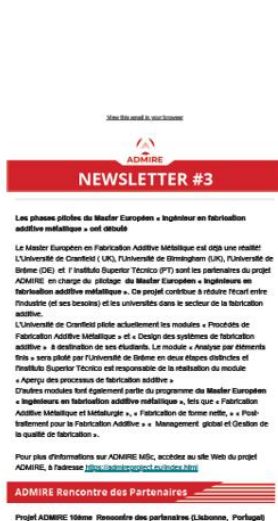 View this email in your browser
ADMIRE
NEWSLETTER #3
Les phases pilotes du Master Européen « Ingénieur en fabrication
additive métallique » ont débuté
Le Master Européen en Fabrication Additive Métallique est déjà une réalité!
L'Université de Cranfield ( UK), l'Université de Birmingham (UK), l'Université de
Brême (DE) et l' Instituto Superior Técnico (PT) sont les partenaires du projet
ADMIRE en charge du pilotage du Master Européen « Ingénieurs en
fabrication additive métallique ». Ce projet contribue à réduire l'écart entre
l'industrie (et ses besoins) et les universités dans le secteur de la fabrication
additive.
L'Université de Cranfield pilote actuellement les modules « Procédés de
Fabrication Additive Métallique » et « Design des systèmes de fabrication
additive » à destination de ses étudiants. Le module « Analyse par éléments
finis » sera piloté par l'Université de Brême en deux étapes distinctes et
l'Instituto Superior Técnico est responsable de la réalisation du module
« Aperçu des processus de fabrication additive »
D'autres modules font également partie du programme du Master Européen
« Ingénieurs en fabrication additive métallique », tels que « Fabrication
Additive Métallique et Métallurgie », « Fabrication de forme nette, » « Post-
traitement pour la Fabrication Additive » « Management global et Gestion de
la qualité de fabrication ».
Pour plus d'informations sur ADMIRE MSc, accédez au site Web du projet
ADMIRE, à l'adresse https://admireproject.eu/index.html
ADMIRE Rencontre des Partenaires
Projet ADMIRE 10ème Rencontre des partenaires (Lisbonne, Portugal)